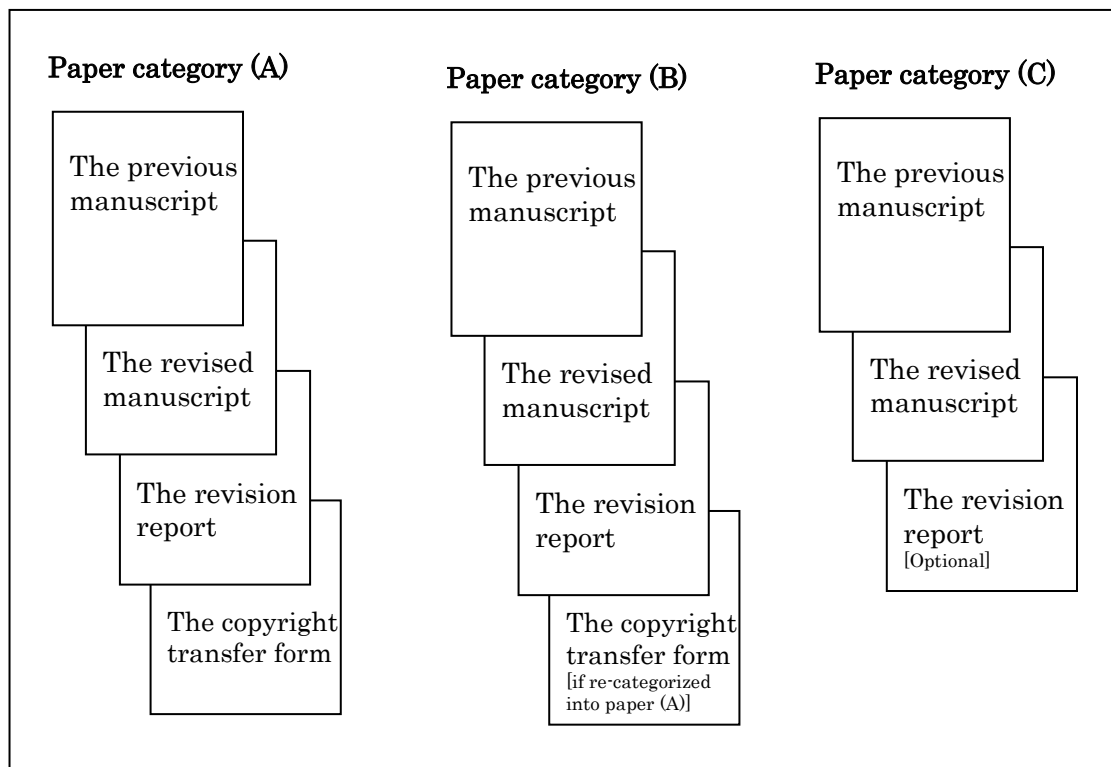 Paper category (A)
The previous
manuscript
The revised
manuscript
The revision
report
The copyright
transfer form
Paper category (B)
The previous
manuscript
The revised
manuscript
The revision
report
The copyright
transfer form
[if re-categorized
into paper (A)]
Paper category (C)
The previous
manuscript
The revised
manuscript
The revision
report
[Optional]